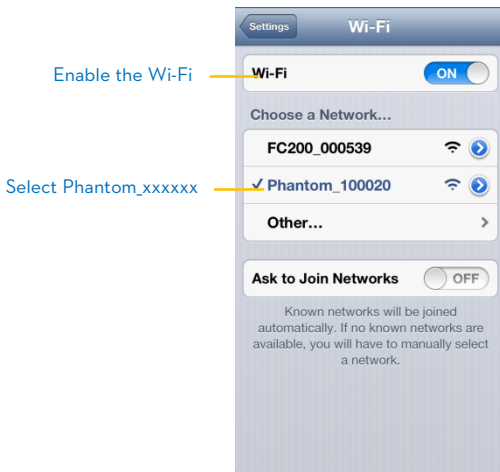 Settings
Wi-Fi
Enable the Wi-Fi
Wi-Fi
ON
Choose a Network...
FC200_000539
Select Phantom_xxxxxx
✓ Phantom_100020
Other...
Ask to Join Networks
OFF
Known networks will be joined
automatically. If no known networks are
available, you will have to manually select
a network.